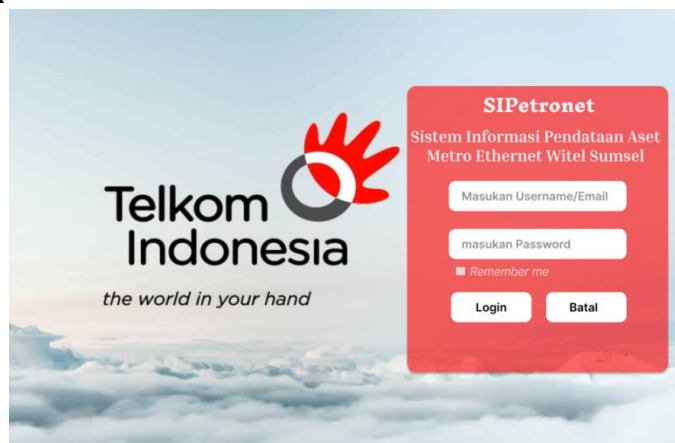 Telkom
Indonesia
the world in your hand
SIPetronet
Sistem Informasi Pendataan Aset
Metro Ethernet Witel Sumsel
Masukan Username/Email
masukan Password
Remember me
Login
Batal